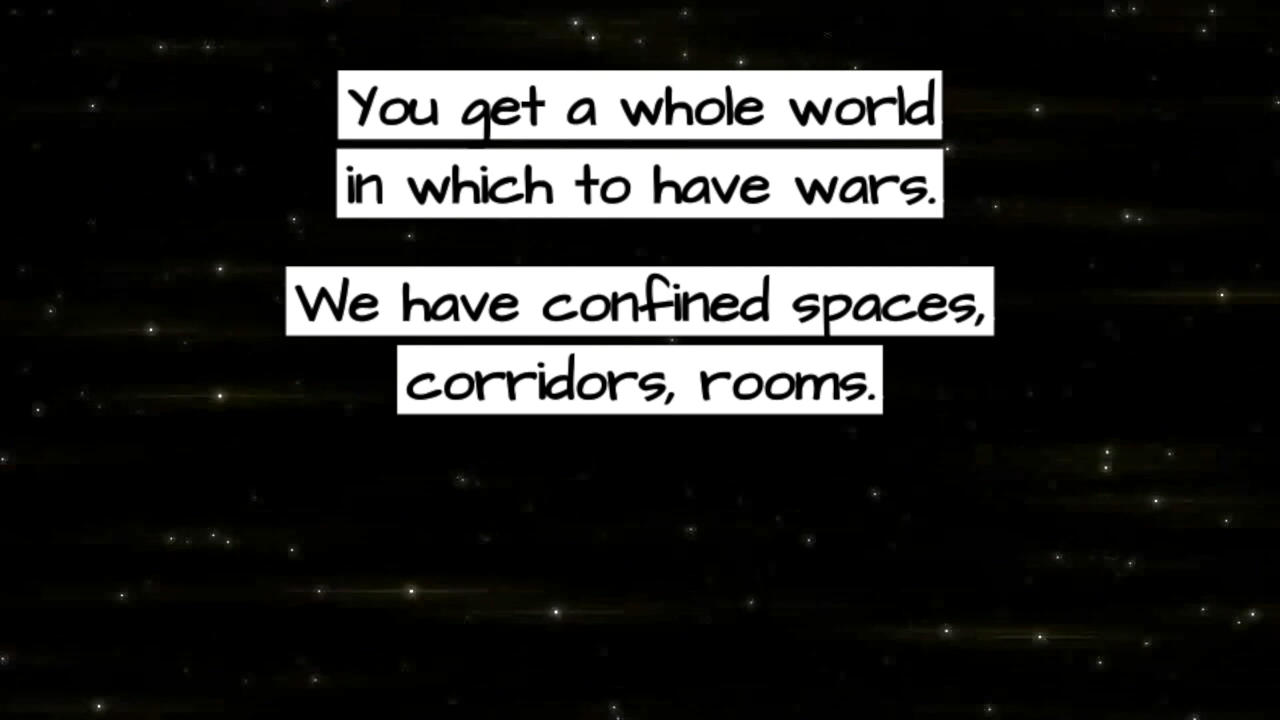 You get a whole world
in which to have wars.
We have confined spaces,
corridors, rooms.